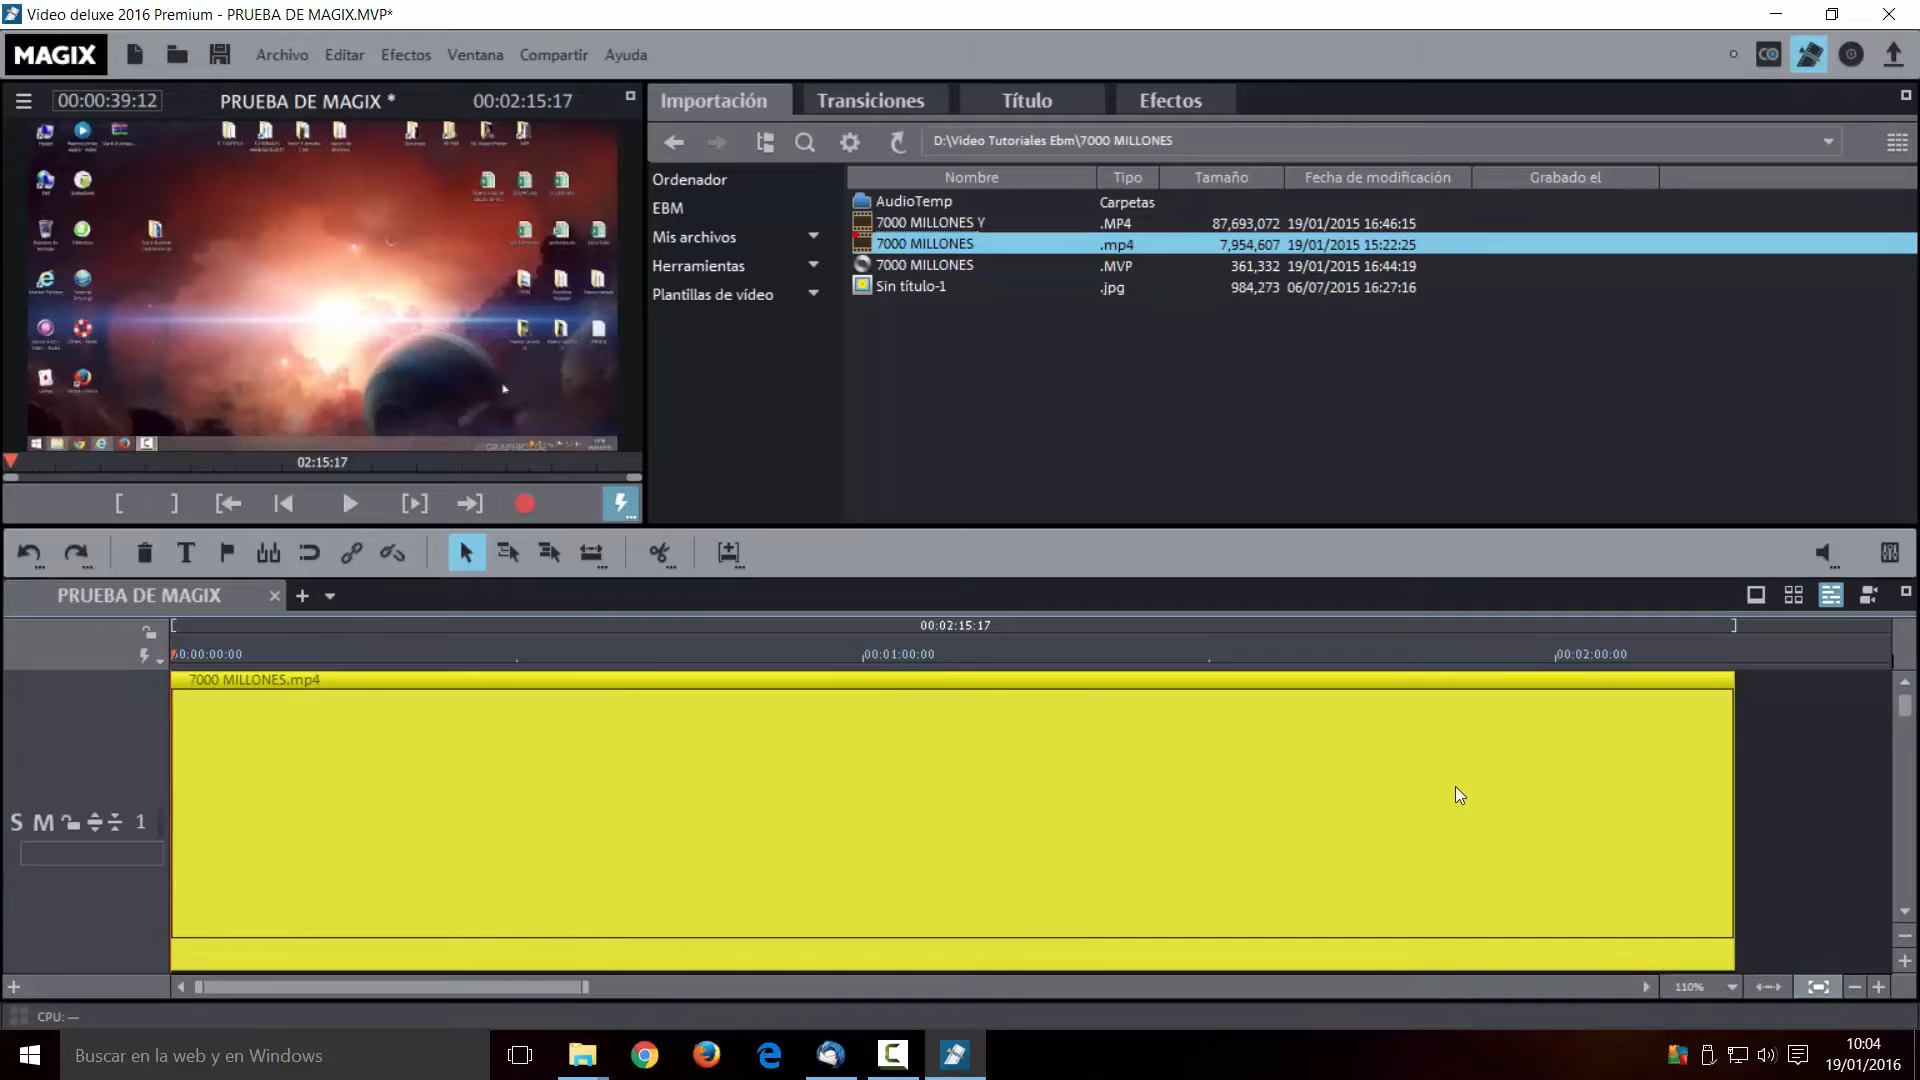 Video deluxe 2016 Premium - PRUEBA DE MAGIX.MVP*
MAGIX Archivo Editar Efectos Ventana Compartir Ayuda
00:00:39:12 PRUEBA DE MAGIX * 00:02:15:17
Importación Transiciones Título Efectos
D:\Video Tutoriales Ebm\7000 MILLONES
Ordenador
EBM
Mis archivos
Herramientas
Plantillas de vídeo
Nombre Tipo Tamaño Fecha de modificación Grabado el
AudioTemp Carpetas
7000 MILLONES Y .MP4 87,693,072 19/01/2015 16:46:15
7000 MILLONES .mp4 7,954,607 19/01/2015 15:22:25
7000 MILLONES .MVP 361,332 19/01/2015 16:44:19
Sin título-1 .jpg 984,273 06/07/2015 16:27:16
02:15:17
PRUEBA DE MAGIX
00:02:15:17
00:00:00:00 00:01:00:00 00:02:00:00
7000 MILLONES.mp4
S M 1
110%
CPU: —
Buscar en la web y en Windows
10:04
19/01/2016